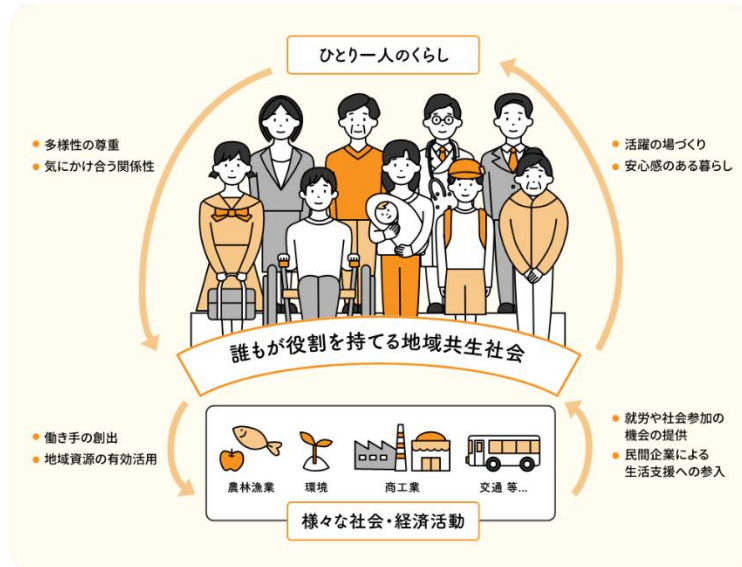 ひとり一人のくらし
● 多様性の尊重
● 気にかけ合う関係性
● 活躍の場づくり
● 安心感のある暮らし
誰もが役割を持てる地域共生社会
● 働き手の創出
● 地域資源の有効活用
● 就労や社会参加の
機会の提供
● 民間企業による
生活支援への参入
農林漁業
環境
商工業
交通 等...
様々な社会・経済活動